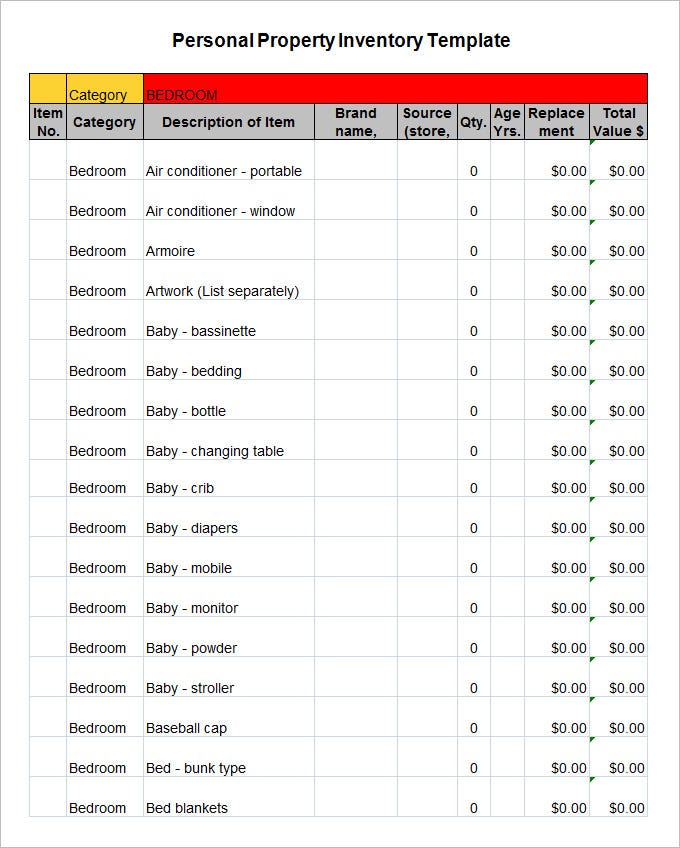 Personal Property Inventory Template
Category BEDROOM
Item No. Category Description of Item Brand name, Source (store, Qty. Age Yrs. Replace ment Total Value $
Bedroom Air conditioner - portable 0 $0.00 $0.00
Bedroom Air conditioner - window 0 $0.00 $0.00
Bedroom Armoire 0 $0.00 $0.00
Bedroom Artwork (List separately) 0 $0.00 $0.00
Bedroom Baby - bassinette 0 $0.00 $0.00
Bedroom Baby - bedding 0 $0.00 $0.00
Bedroom Baby - bottle 0 $0.00 $0.00
Bedroom Baby - changing table 0 $0.00 $0.00
Bedroom Baby - crib 0 $0.00 $0.00
Bedroom Baby - diapers 0 $0.00 $0.00
Bedroom Baby - mobile 0 $0.00 $0.00
Bedroom Baby - monitor 0 $0.00 $0.00
Bedroom Baby - powder 0 $0.00 $0.00
Bedroom Baby - stroller 0 $0.00 $0.00
Bedroom Baseball cap 0 $0.00 $0.00
Bedroom Bed - bunk type 0 $0.00 $0.00
Bedroom Bed blankets 0 $0.00 $0.00